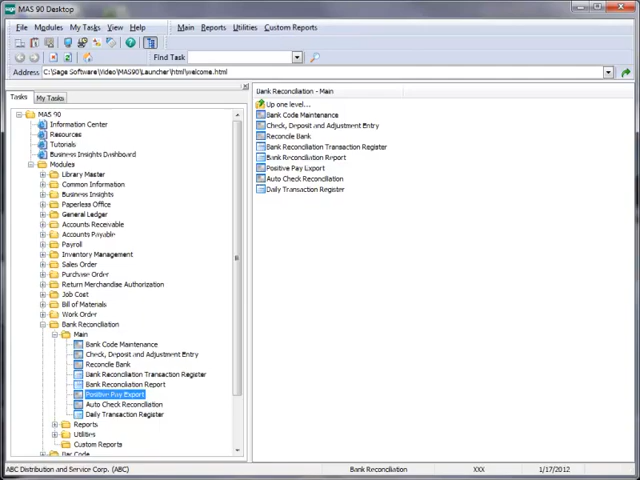 sage MAS 90 Desktop
File Modules My Tasks View Help Main Reports Utilities Custom Reports
Find Task
Address C:\Sage Software\Video\MAS90\Launcher\html\welcome.html
Tasks My Tasks
MAS 90
Information Center
Resources
Tutorials
Business Insights Dashboard
Modules
Library Master
Common Information
Business Insights
Paperless Office
General Ledger
Accounts Receivable
Accounts Payable
Payroll
Inventory Management
Sales Order
Purchase Order
Return Merchandise Authorization
Job Cost
Bill of Materials
Work Order
Bank Reconciliation
Main
Bank Code Maintenance
Check, Deposit and Adjustment Entry
Reconcile Bank
Bank Reconciliation Transaction Register
Bank Reconciliation Report
Positive Pay Export
Auto Check Reconciliation
Daily Transaction Register
Reports
Utilities
Custom Reports
Bar Code
Bank Reconciliation - Main
Up one level...
Bank Code Maintenance
Check, Deposit and Adjustment Entry
Reconcile Bank
Bank Reconciliation Transaction Register
Bank Reconciliation Report
Positive Pay Export
Auto Check Reconciliation
Daily Transaction Register
ABC Distribution and Service Corp. (ABC) Bank Reconciliation XXX 1/17/2012